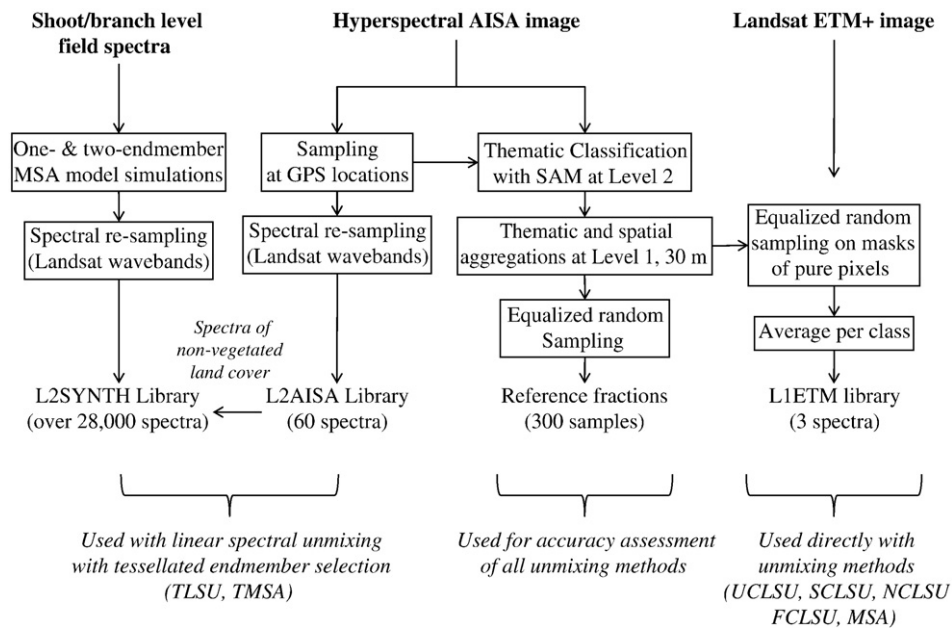 Shoot/branch level
field spectra
Hyperspectral AISA image
Landsat ETM+ image
One- & two-endmember
MSA model simulations
Sampling
at GPS locations
Thematic Classification
with SAM at Level 2
Spectral re-sampling
(Landsat wavebands)
Spectral re-sampling
(Landsat wavebands)
Thematic and spatial
aggregations at Level 1, 30 m
Equalized random
sampling on masks
of pure pixels
Equalized random
Sampling
Average per class
Spectra of
non-vegetated
land cover
L2SYNTH Library
(over 28,000 spectra)
L2AISA Library
(60 spectra)
Reference fractions
(300 samples)
L1ETM library
(3 spectra)
Used with linear spectral unmixing
with tessellated endmember selection
(TLSU, TMSA)
Used for accuracy assessment
of all unmixing methods
Used directly with
unmixing methods
(UCLSU, SCLSU, NCLSU
FCLSU, MSA)